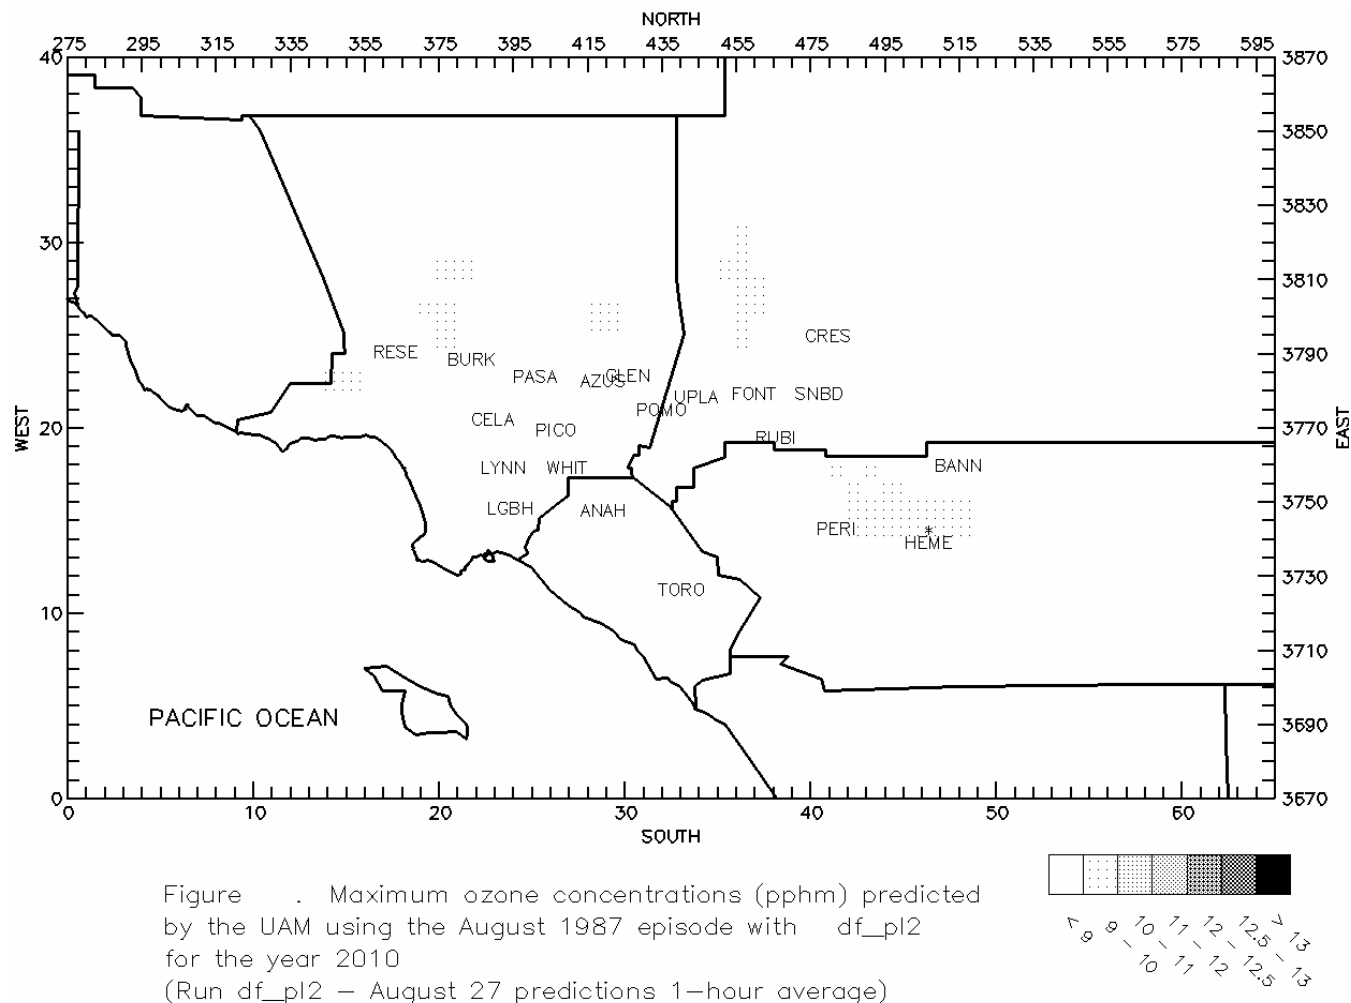 NORTH
275 295 315 335 355 375 395 415 435 455 475 495 515 535 555 575 595
40 3870
3850
3830
30
3810
CRES
RESE BURK 3790
PASA AZUS GLEN
UPLA FONT SNBD
POMO
CELA
WEST 20 PICO RUBI 3770 EAST
LYNN WHIT BANN
LGBH ANAH 3750
PERI *
HEME
3730
TORO
10
3710
PACIFIC OCEAN
3690
0 3670
0 10 20 30 40 50 60
SOUTH
Figure . Maximum ozone concentrations (pphm) predicted
by the UAM using the August 1987 episode with df_pl2
for the year 2010
(Run df_pl2 – August 27 predictions 1–hour average)
< 9
9 – 10
10 – 11
11 – 12
12 – 12.5
12.5 – 13
> 13